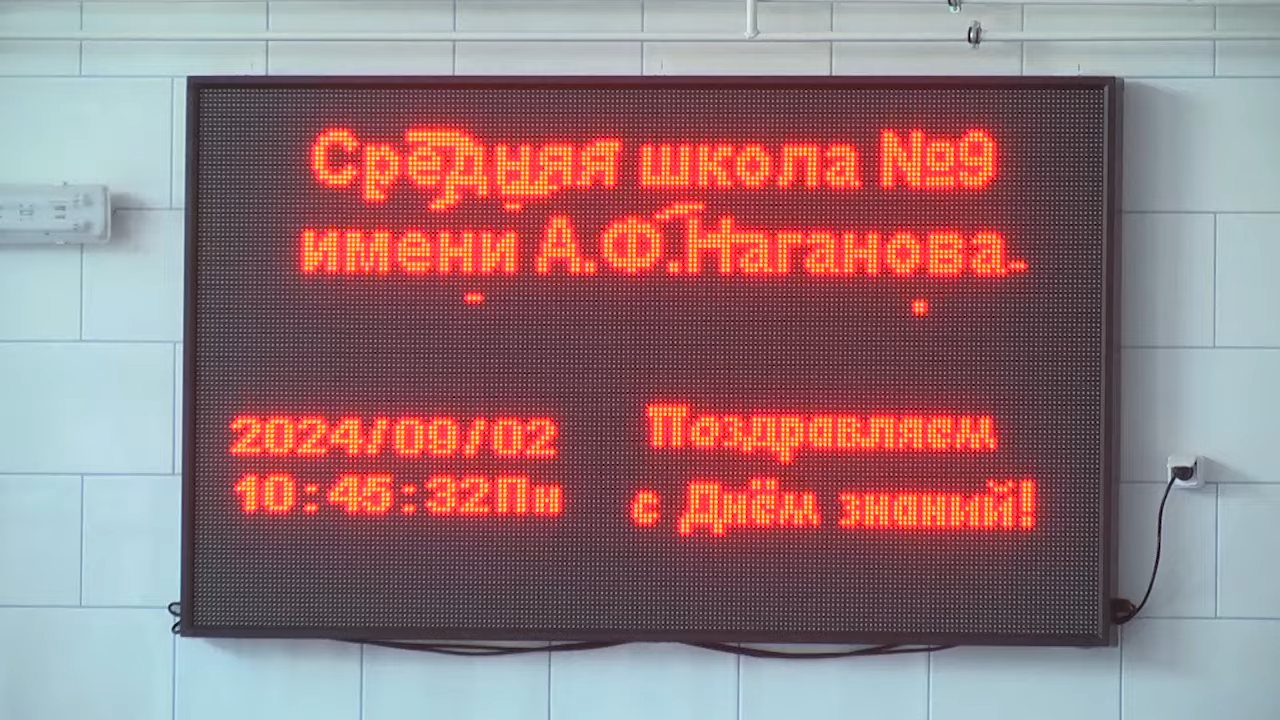 Средняя школа №9
имени А.Ф.Наганова
2024/09/02
10:45:32Пн
Поздравляем
с Днём знаний!